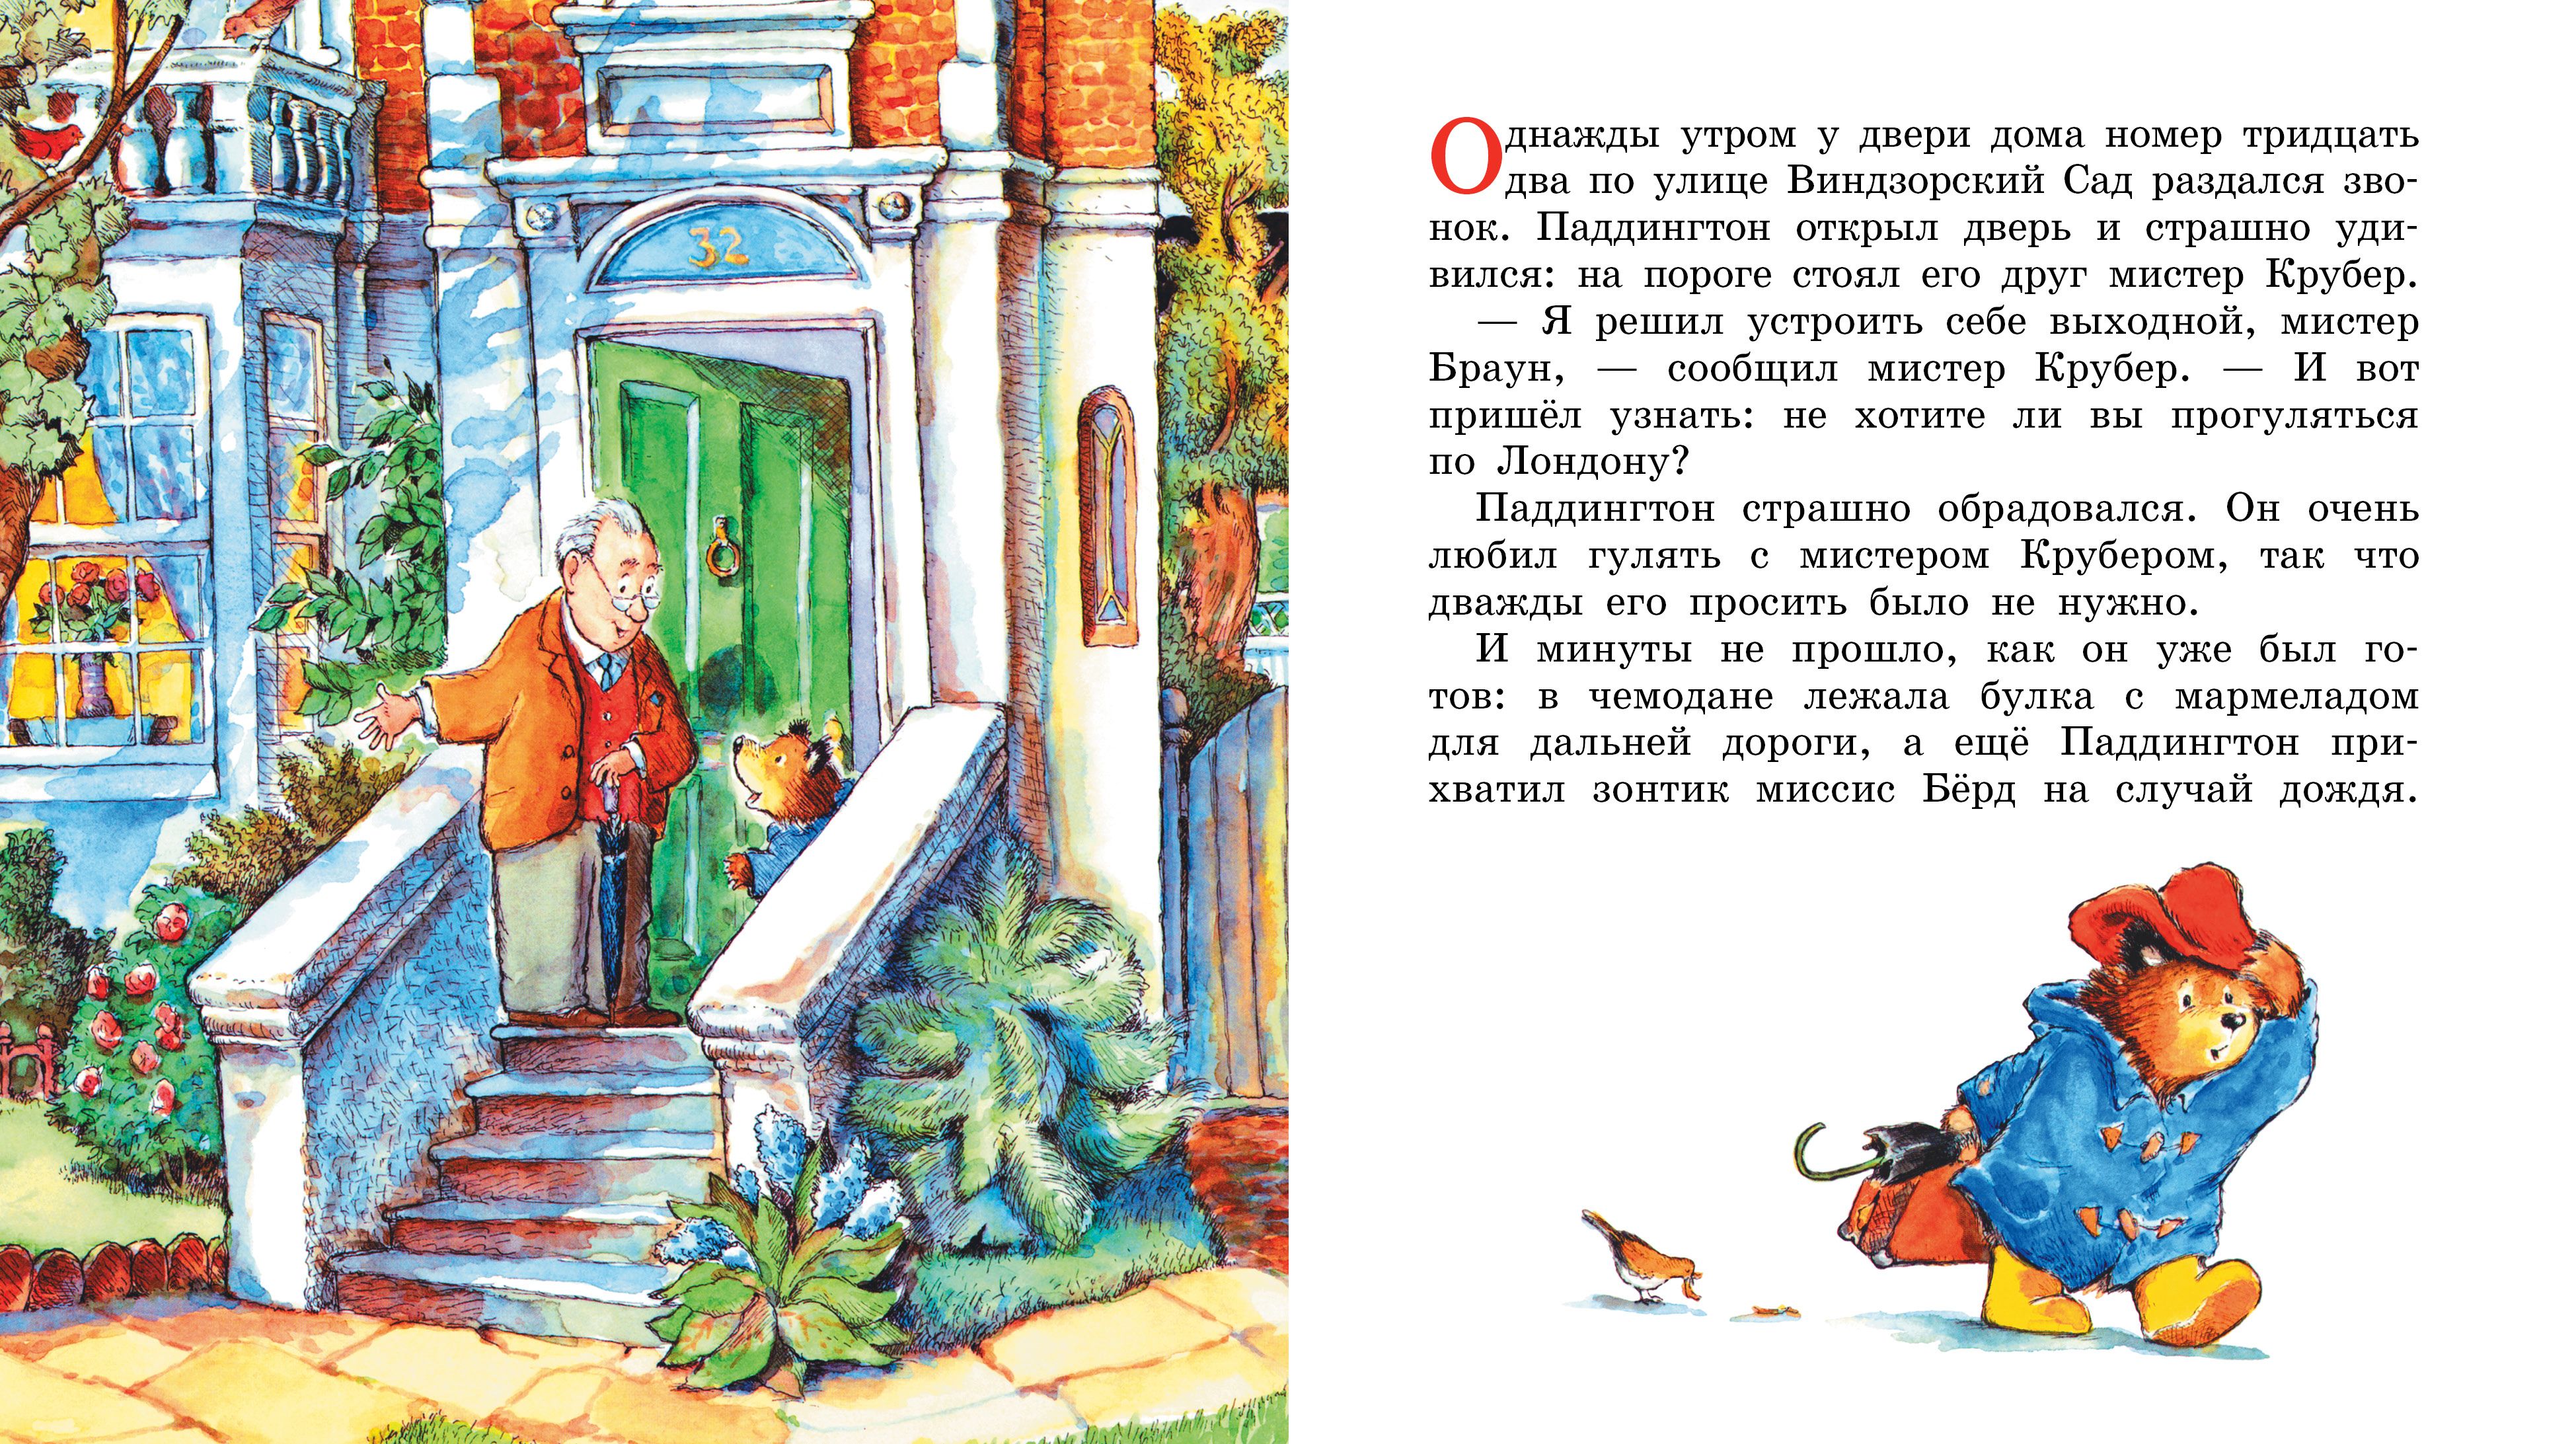 32
Однажды утром у двери дома номер тридцать
два по улице Виндзорский Сад раздался зво-
нок. Паддингтон открыл дверь и страшно уди-
вился: на пороге стоял его друг мистер Крубер.
— Я решил устроить себе выходной, мистер
Браун, — сообщил мистер Крубер. — И вот
пришёл узнать: не хотите ли вы прогуляться
по Лондону?
Паддингтон страшно обрадовался. Он очень
любил гулять с мистером Крубером, так что
дважды его просить было не нужно.
И минуты не прошло, как он уже был го-
тов: в чемодане лежала булка с мармеладом
для дальней дороги, а ещё Паддингтон при-
хватил зонтик миссис Бёрд на случай дождя.